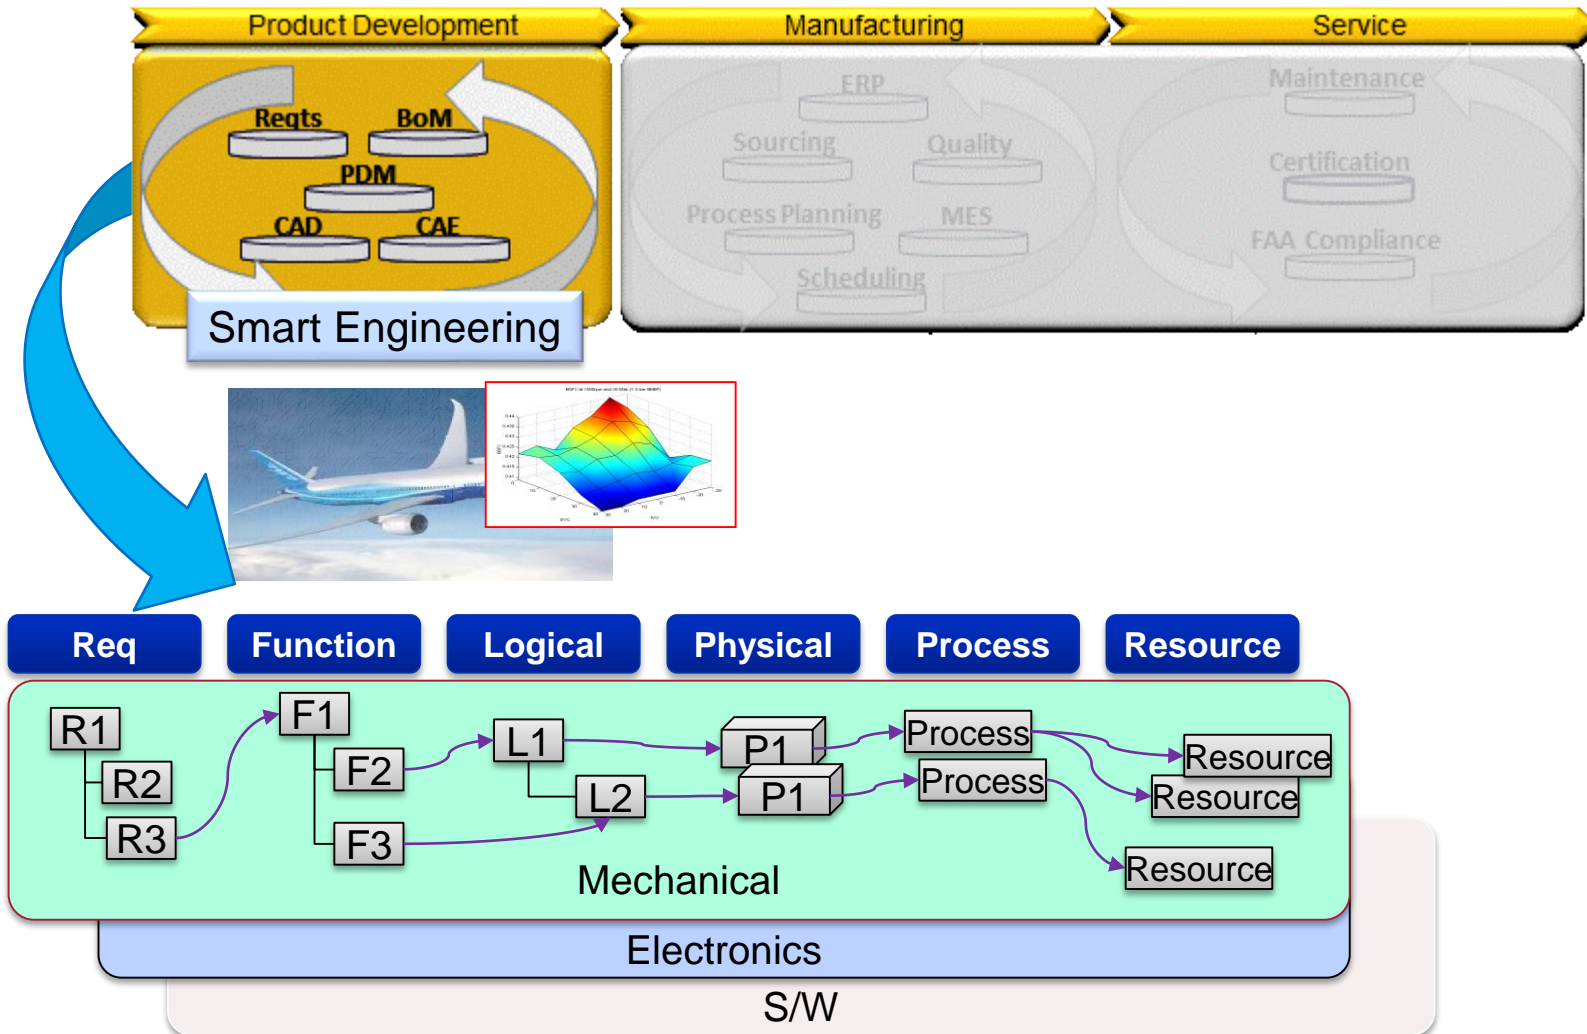 Product Development
Manufacturing
Service
Reqts
BoM
PDM
CAD
CAE
ERP
Sourcing
Quality
Process Planning
MES
Scheduling
Maintenance
Certification
FAA Compliance
Smart Engineering
Req
Function
Logical
Physical
Process
Resource
R1
R2
R3
F1
F2
F3
L1
L2
P1
P1
Process
Process
Resource
Resource
Resource
Mechanical
Electronics
S/W